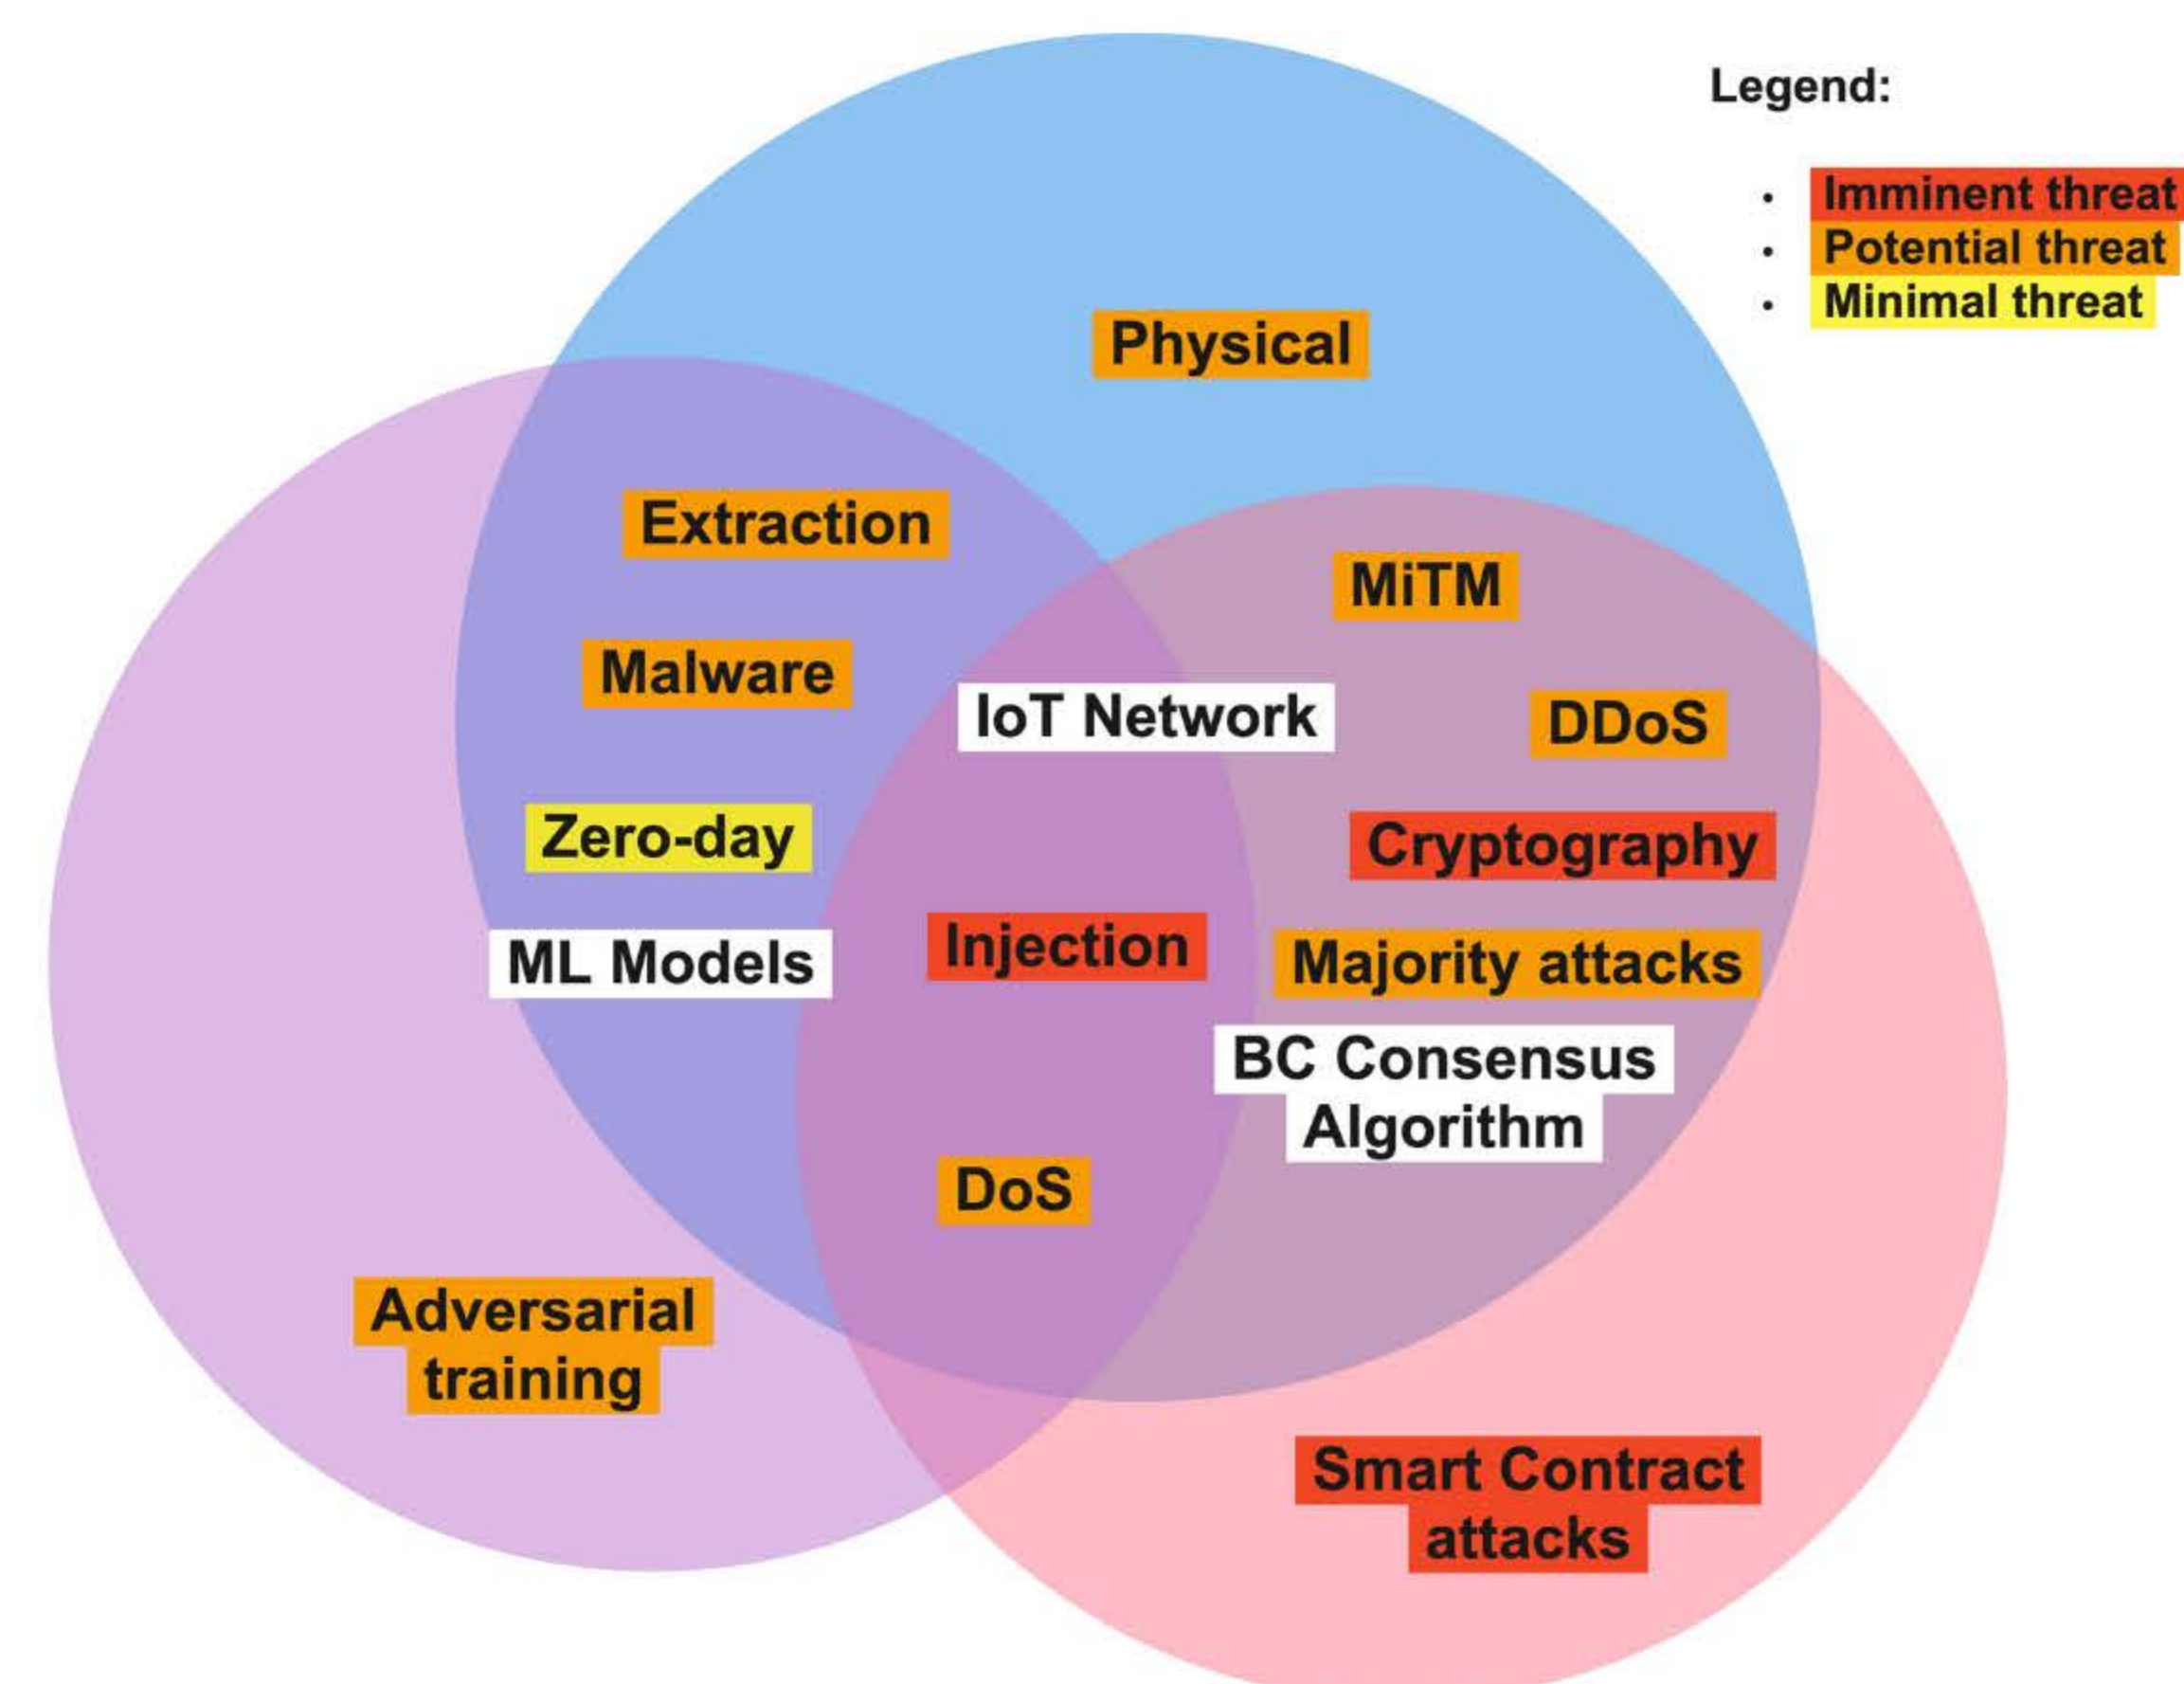 Legend:
Imminent threat
Potential threat
Minimal threat
Physical
Extraction
MiTM
Malware
IoT Network
DDoS
Zero-day
Cryptography
ML Models
Injection
Majority attacks
BC Consensus
Algorithm
DoS
Adversarial
training
Smart Contract
attacks